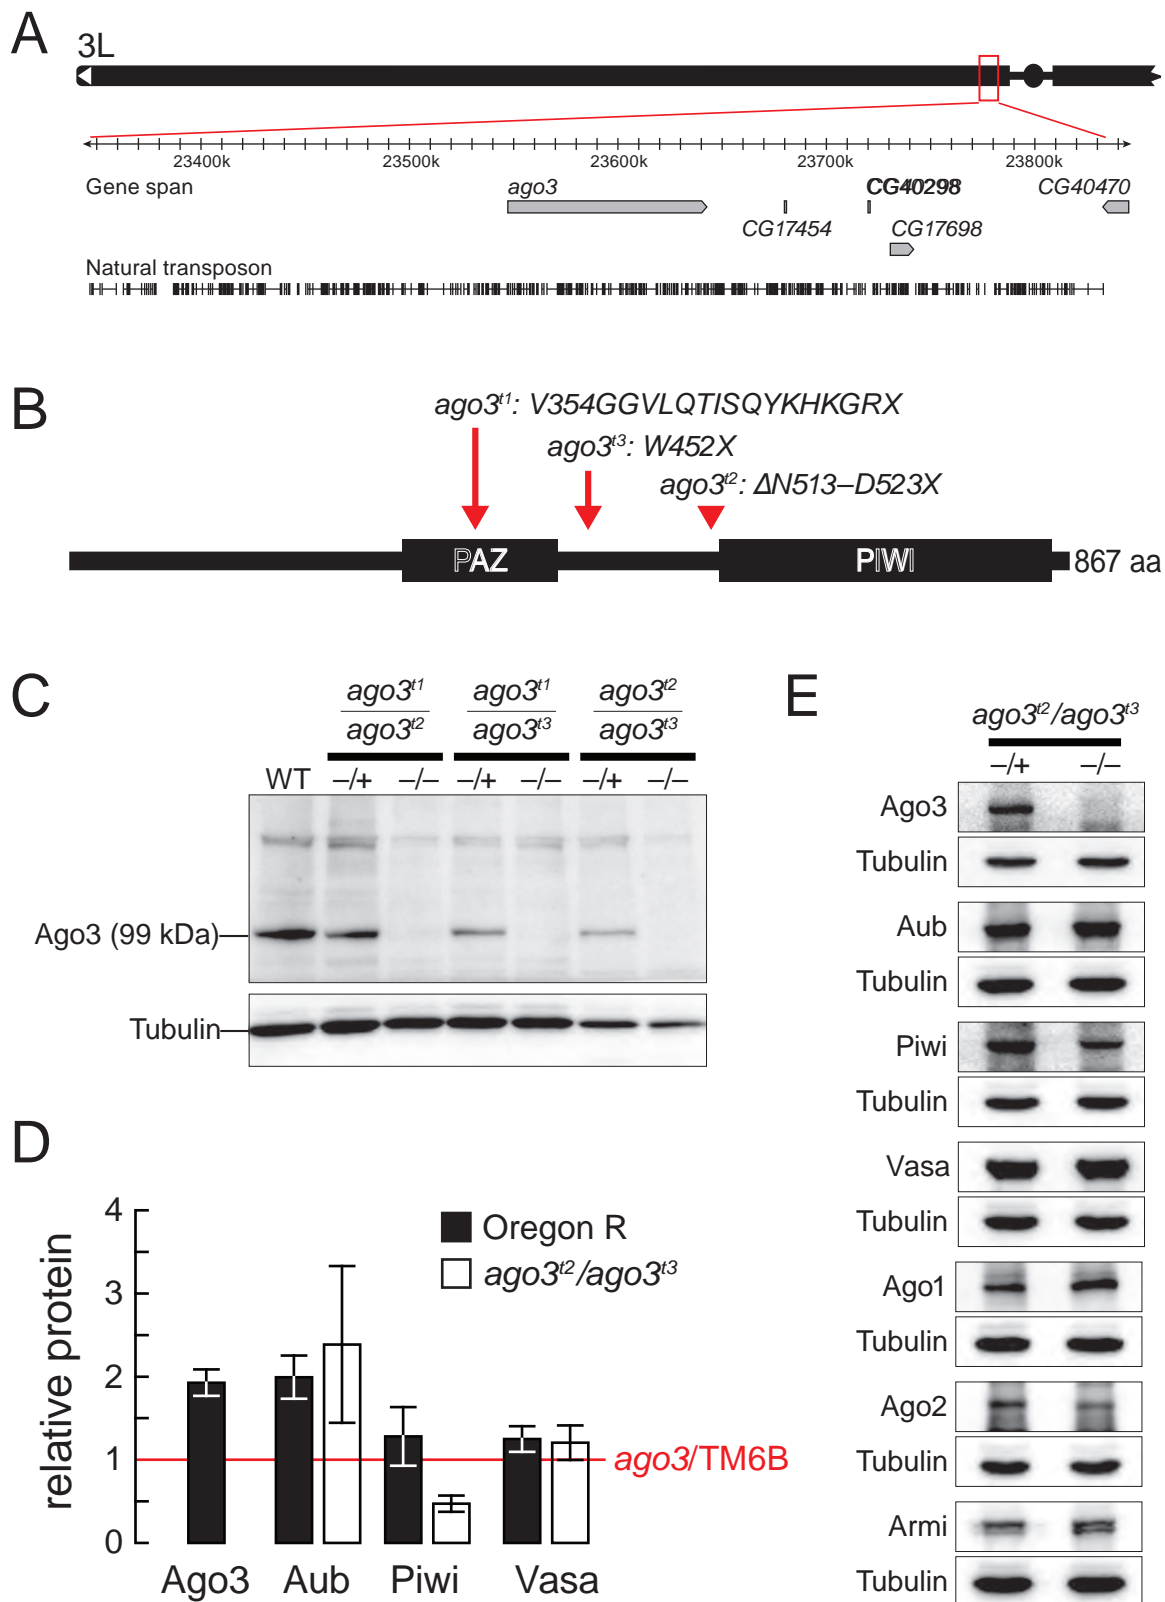 A
3L
23400k 23500k 23600k 23700k 23800k
Gene span
ago3
CG40298
CG40470
CG17454
CG17698
Natural transposon
B
ago3t1: V354GGVLQTISQYKHKGRX
ago3t3: W452X
ago3t2: ΔN513–D523X
PAZ
PIWI
867 aa
C
ago3t1 ago3t1 ago3t2
ago3t2 ago3t3 ago3t3
WT –/+ –/– –/+ –/– –/+ –/–
Ago3 (99 kDa)
Tubulin
D
relative protein
4
3
2
1
0
Oregon R
ago3t2/ago3t3
ago3/TM6B
Ago3 Aub Piwi Vasa
E
ago3t2/ago3t3
–/+ –/–
Ago3
Tubulin
Aub
Tubulin
Piwi
Tubulin
Vasa
Tubulin
Ago1
Tubulin
Ago2
Tubulin
Armi
Tubulin